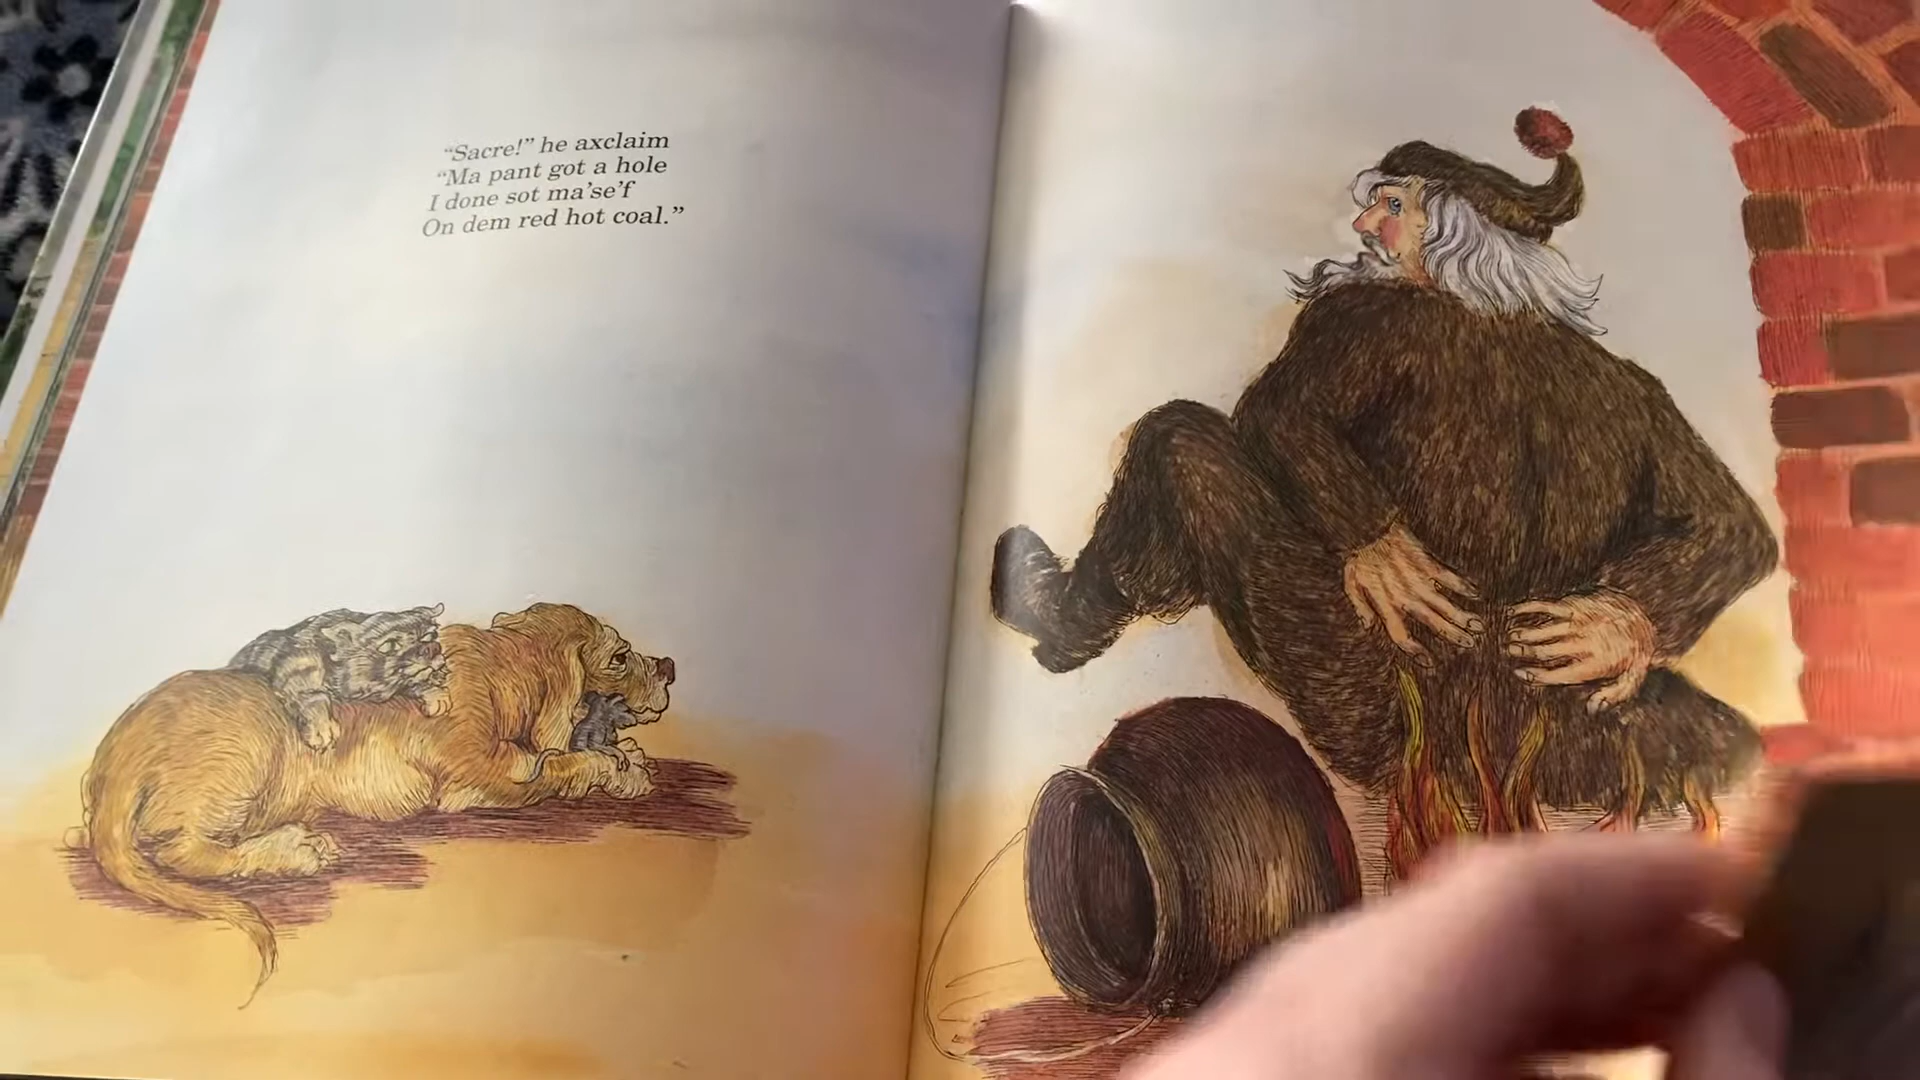 “Sacre!” he axclaim
“Ma pant got a hole
I done sot ma’se’f
On dem red hot coal.”